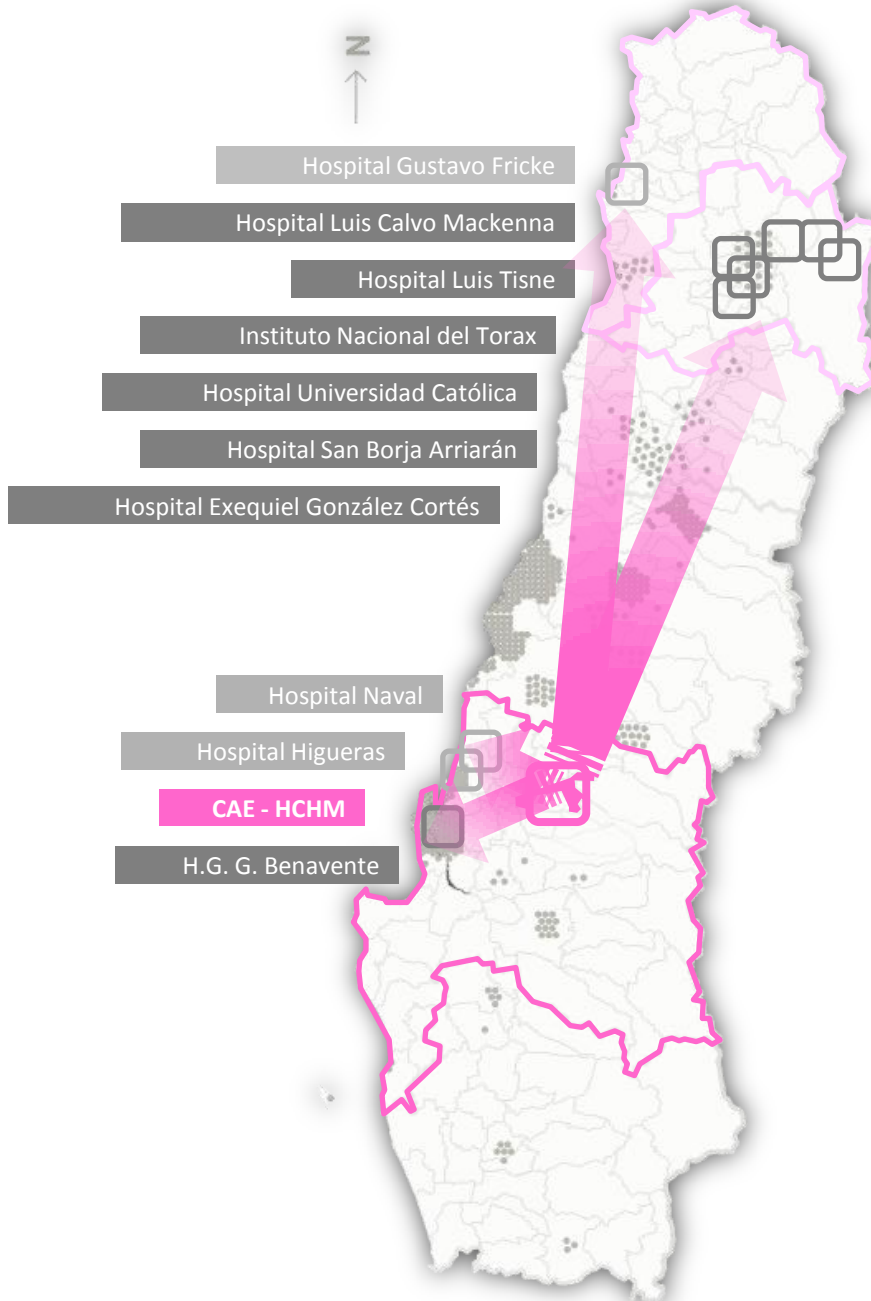 N
Hospital Gustavo Fricke
Hospital Luis Calvo Mackenna
Hospital Luis Tisne
Instituto Nacional del Torax
Hospital Universidad Católica
Hospital San Borja Arriarán
Hospital Exequiel González Cortés
Hospital Naval
Hospital Higueras
CAE - HCHM
H.G. G. Benavente